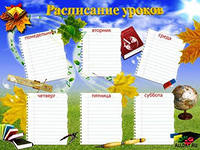 Расписание уроков
понедельник
вторник
среда
четверг
пятница
суббота